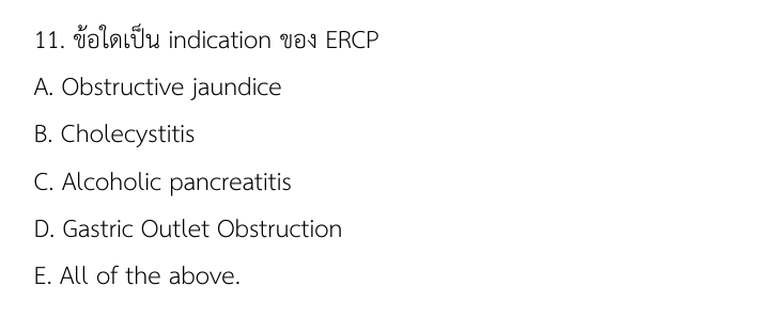 11. ข้อใดเป็น indication ของ ERCP
A. Obstructive jaundice
B. Cholecystitis
C. Alcoholic pancreatitis
D. Gastric Outlet Obstruction
E. All of the above.